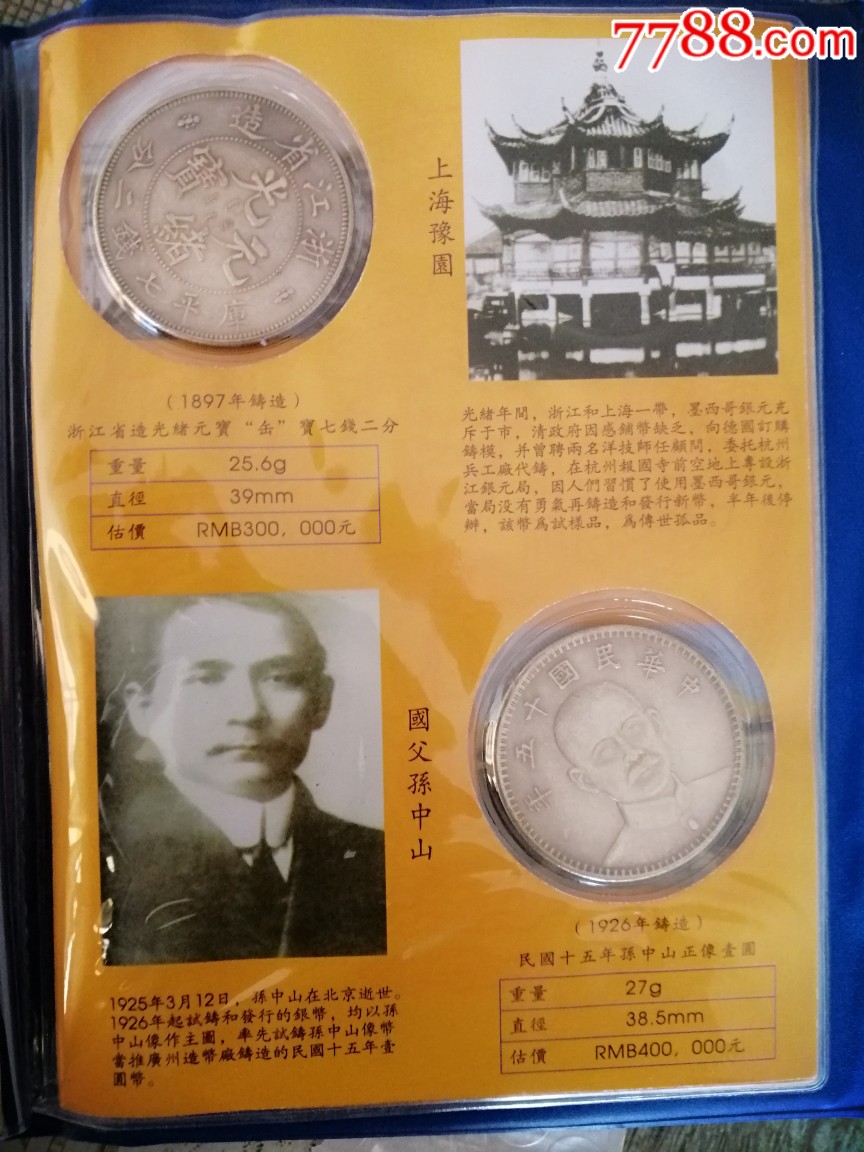 7788.com
浙江省造
光緒元寳
庫平七錢二分
上海豫園
(1897年鑄造)
浙江省造光緒元寶“缶”寶七錢二分
重量 25.6g
直徑 39mm
估價 RMB300,000元
光緒年間,浙江和上海一帶,墨西哥銀元充
斥于市,清政府因感鋪幣缺乏,向德國訂購
鑄模,并曾聘兩名洋技師任顧問,委托杭州
兵工廠代鑄,在杭州報國寺前空地上專設浙
江銀元局,因人們習慣了使用墨西哥銀元,
當局没有勇氣再鑄造和發行新幣,半年後停
辦,該幣爲試樣品,爲傳世孤品。
國父孫中山
中華民國十五年
(1926年鑄造)
民國十五年孫中山正像壹圓
重量 27g
直徑 38.5mm
估價 RMB400,000元
1925年3月12日,孫中山在北京逝世。
1926年起試鑄和發行的銀幣,均以孫
中山像作主圖,率先試鑄孫中山像幣
當推廣州造幣廠鑄造的民國十五年壹
圓幣。